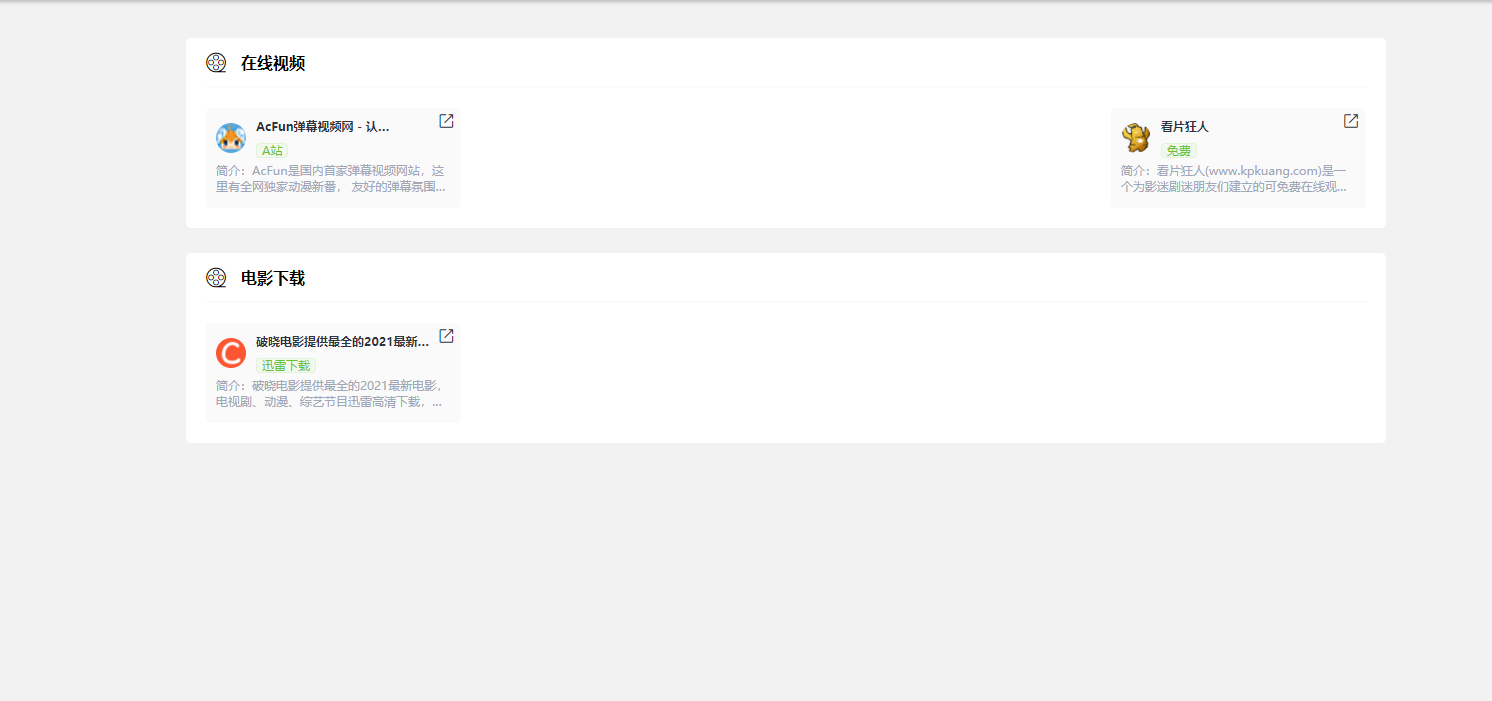 在线视频
AcFun弹幕视频网 - 认...
A站
简介：AcFun是国内首家弹幕视频网站，这
里有全网独家动漫新番， 友好的弹幕氛围...
看片狂人
免费
简介：看片狂人(www.kpkuang.com)是一
个为影迷剧迷朋友们建立的可免费在线观...
电影下载
破晓电影提供最全的2021最新...
迅雷下载
简介：破晓电影提供最全的2021最新电影，
电视剧、动漫、综艺节目迅雷高清下载，...